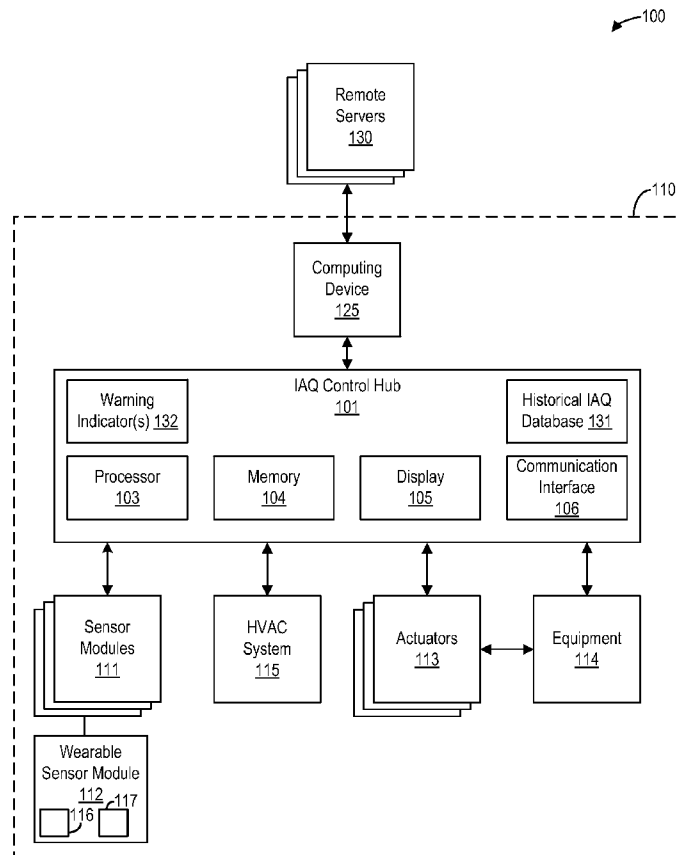 100
Remote
Servers
130
110
Computing
Device
125
IAQ Control Hub
101
Warning
Indicator(s) 132
Historical IAQ
Database 131
Processor
103
Memory
104
Display
105
Communication
Interface
106
Sensor
Modules
111
HVAC
System
115
Actuators
113
Equipment
114
Wearable
Sensor Module
112
116
117